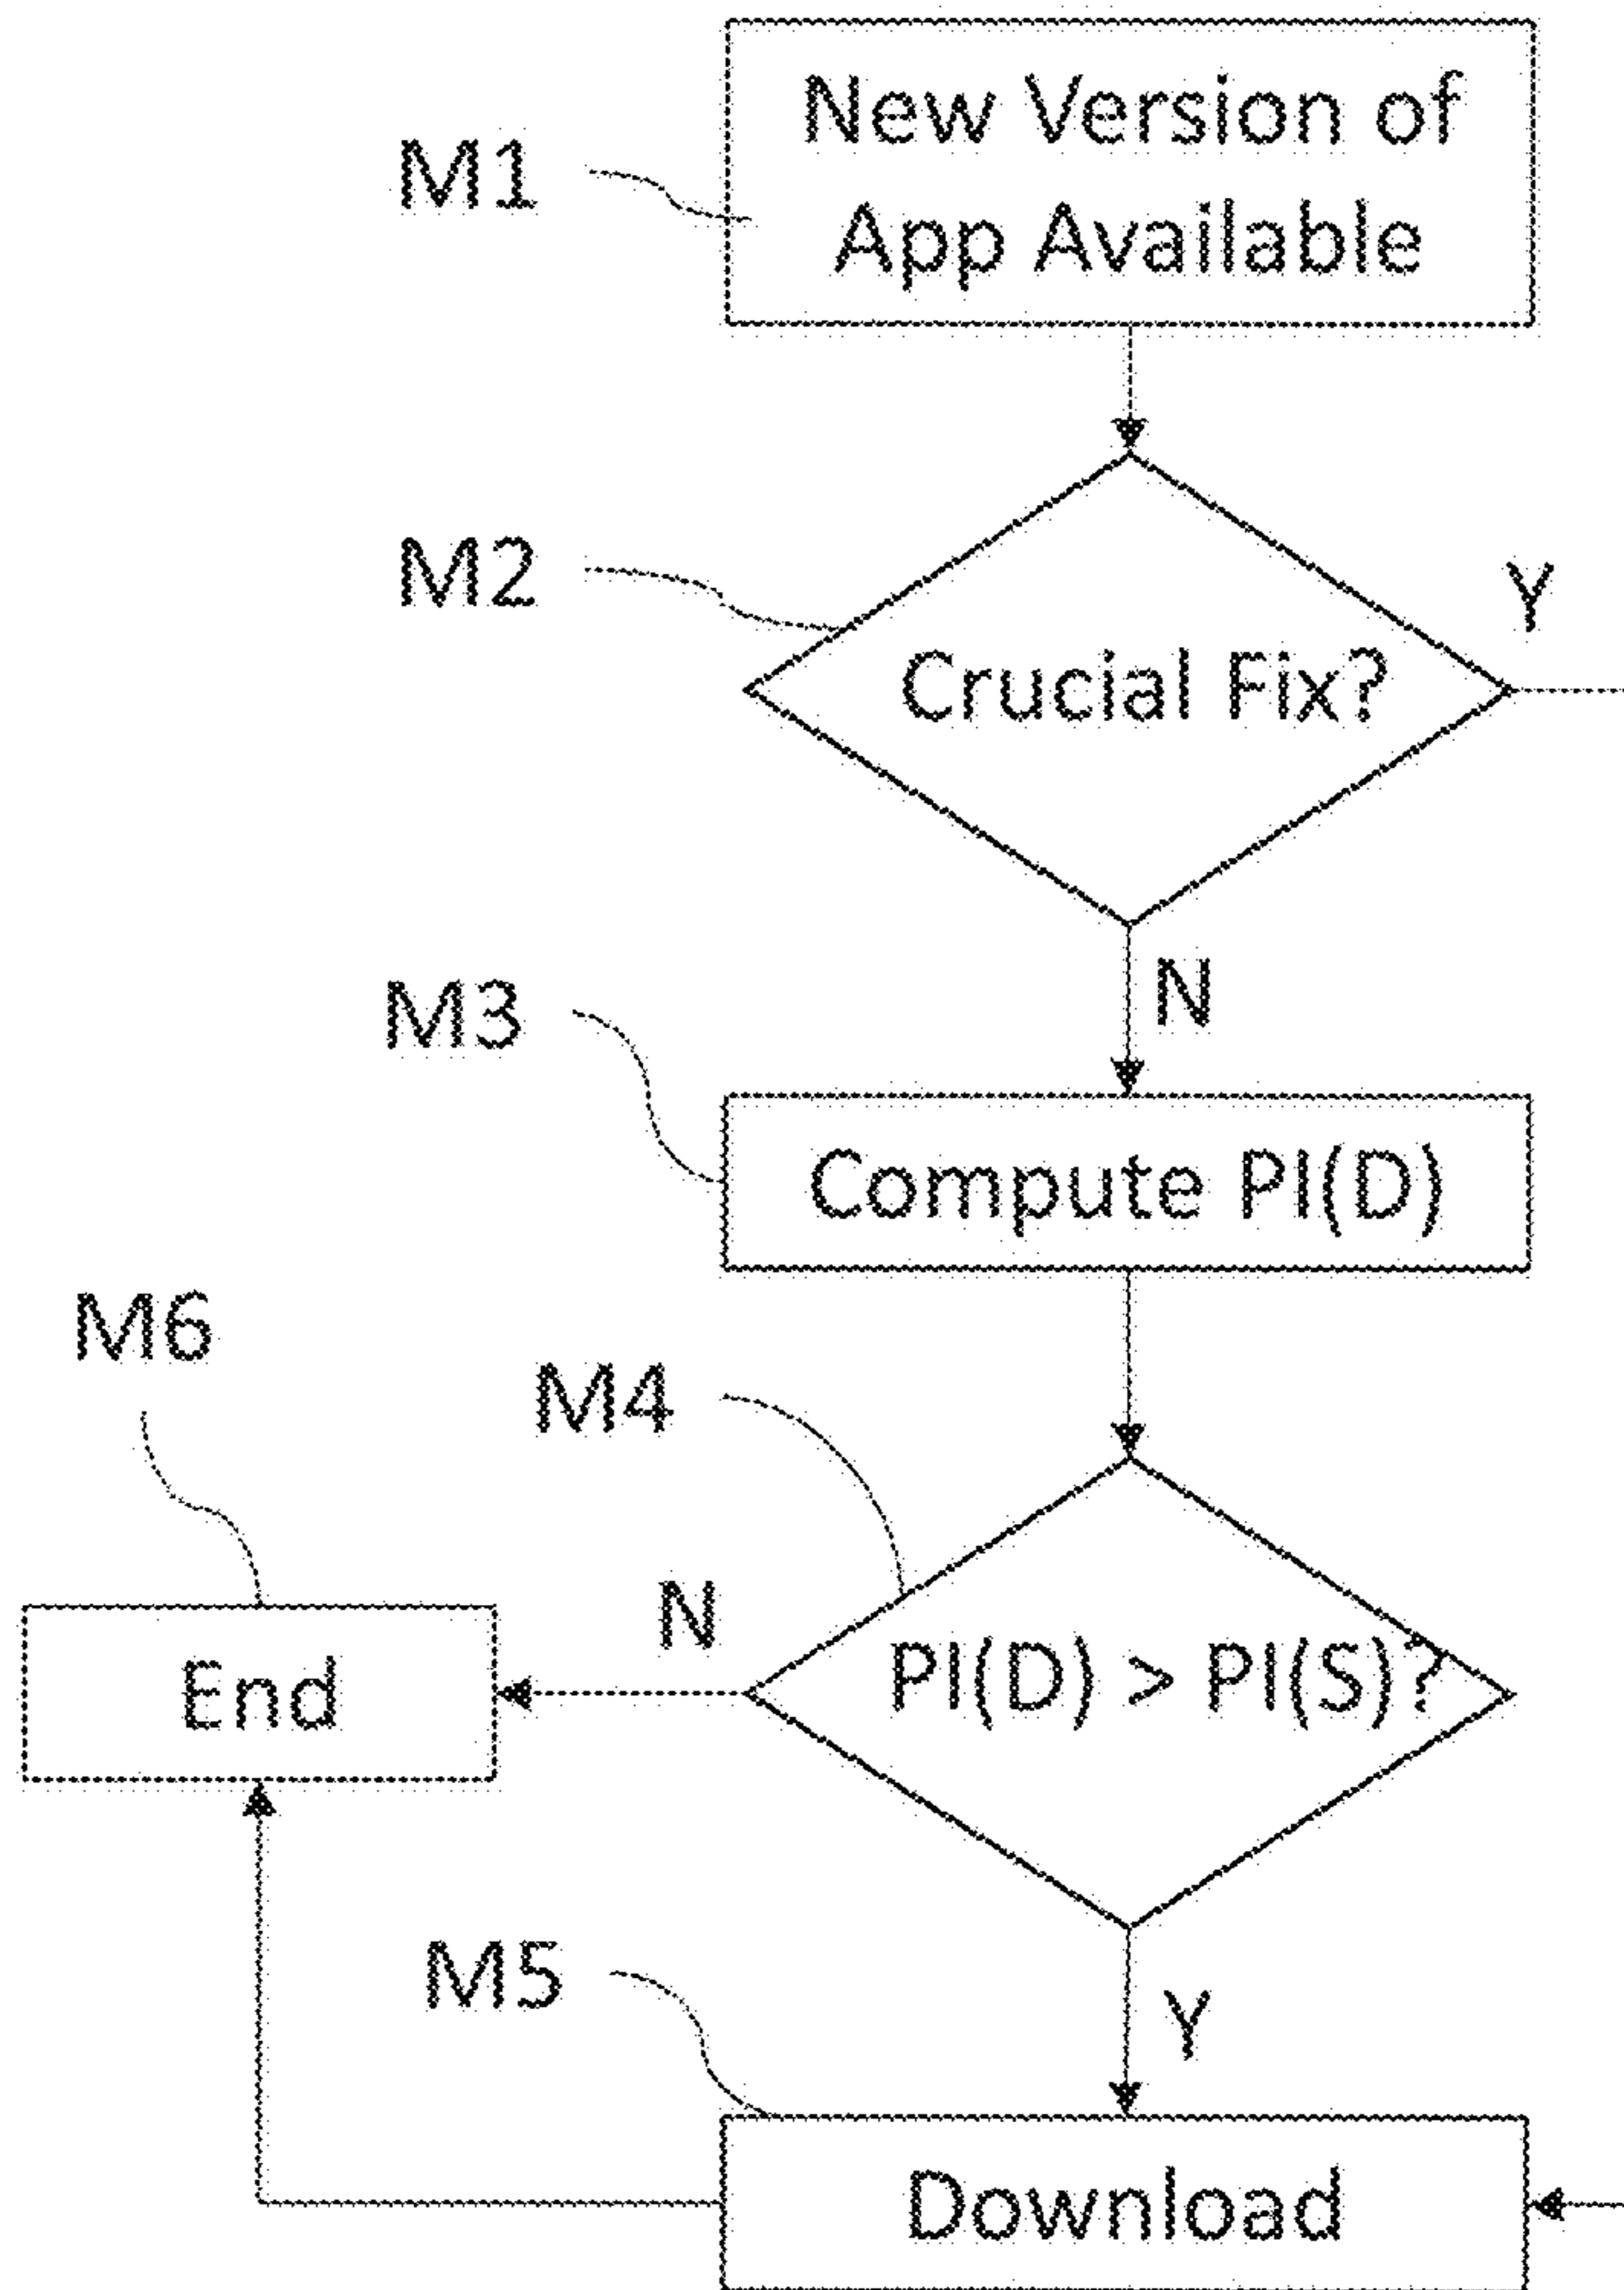 M1
New Version of
App Available
M2
Crucial Fix?
Y
N
M3
Compute PI(D)
M6
M4
N
End
PI(D) > PI(S)?
M5
Y
Download